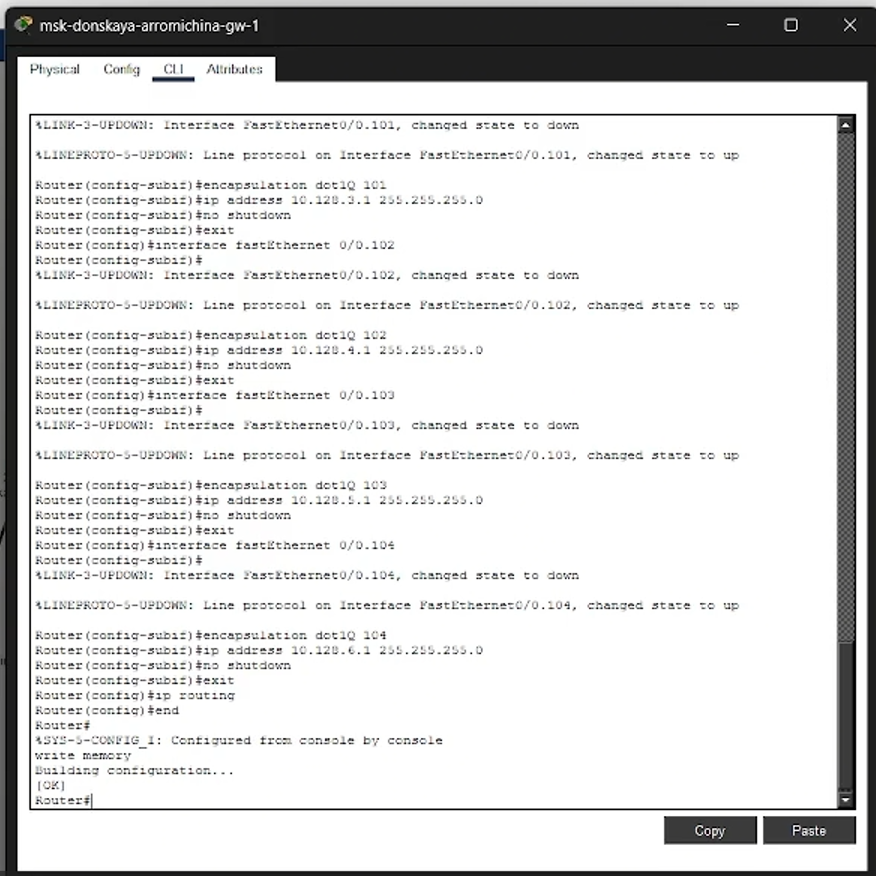 msk-donskaya-arromichina-gw-1
Physical Config CLI Attributes
%LINK-3-UPDOWN: Interface FastEthernet0/0.101, changed state to down
%LINEPROTO-5-UPDOWN: Line protocol on Interface FastEthernet0/0.101, changed state to up
Router(config-subif)#encapsulation dot1Q 101
Router(config-subif)#ip address 10.128.3.1 255.255.255.0
Router(config-subif)#no shutdown
Router(config-subif)#exit
Router(config)#interface fastEthernet 0/0.102
Router(config-subif)#
%LINK-3-UPDOWN: Interface FastEthernet0/0.102, changed state to down
%LINEPROTO-5-UPDOWN: Line protocol on Interface FastEthernet0/0.102, changed state to up
Router(config-subif)#encapsulation dot1Q 102
Router(config-subif)#ip address 10.128.4.1 255.255.255.0
Router(config-subif)#no shutdown
Router(config-subif)#exit
Router(config)#interface fastEthernet 0/0.103
Router(config-subif)#
%LINK-3-UPDOWN: Interface FastEthernet0/0.103, changed state to down
%LINEPROTO-5-UPDOWN: Line protocol on Interface FastEthernet0/0.103, changed state to up
Router(config-subif)#encapsulation dot1Q 103
Router(config-subif)#ip address 10.128.5.1 255.255.255.0
Router(config-subif)#no shutdown
Router(config-subif)#exit
Router(config)#interface fastEthernet 0/0.104
Router(config-subif)#
%LINK-3-UPDOWN: Interface FastEthernet0/0.104, changed state to down
%LINEPROTO-5-UPDOWN: Line protocol on Interface FastEthernet0/0.104, changed state to up
Router(config-subif)#encapsulation dot1Q 104
Router(config-subif)#ip address 10.128.6.1 255.255.255.0
Router(config-subif)#no shutdown
Router(config-subif)#exit
Router(config)#ip routing
Router(config)#end
Router#
%SYS-5-CONFIG_I: Configured from console by console
write memory
Building configuration...
[OK]
Router#
Copy Paste